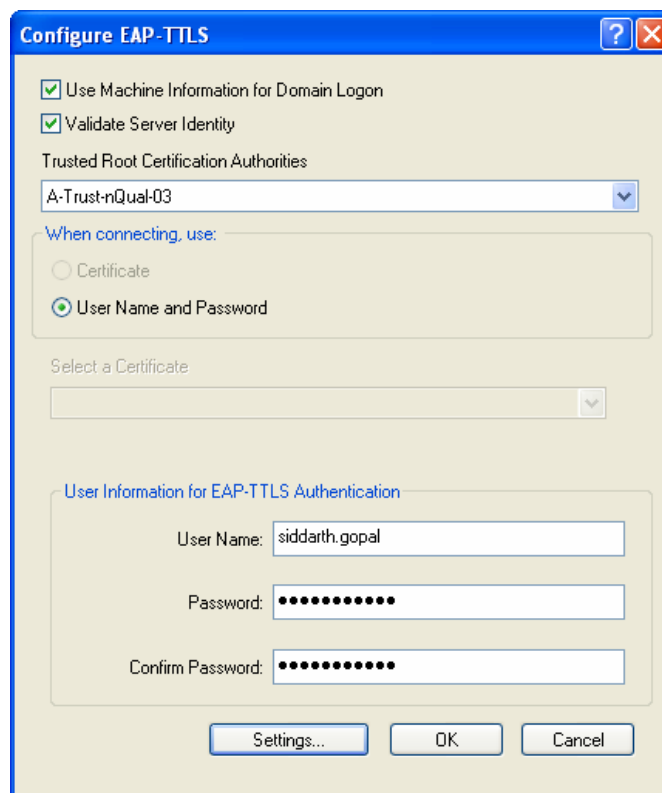 Configure EAP-TTLS
Use Machine Information for Domain Logon
Validate Server Identity
Trusted Root Certification Authorities
A-Trust-nQual-03
When connecting, use:
Certificate
User Name and Password
Select a Certificate
User Information for EAP-TTLS Authentication
User Name: siddarth.gopal
Password: ●●●●●●●●●●●
Confirm Password: ●●●●●●●●●●●
Settings... OK Cancel